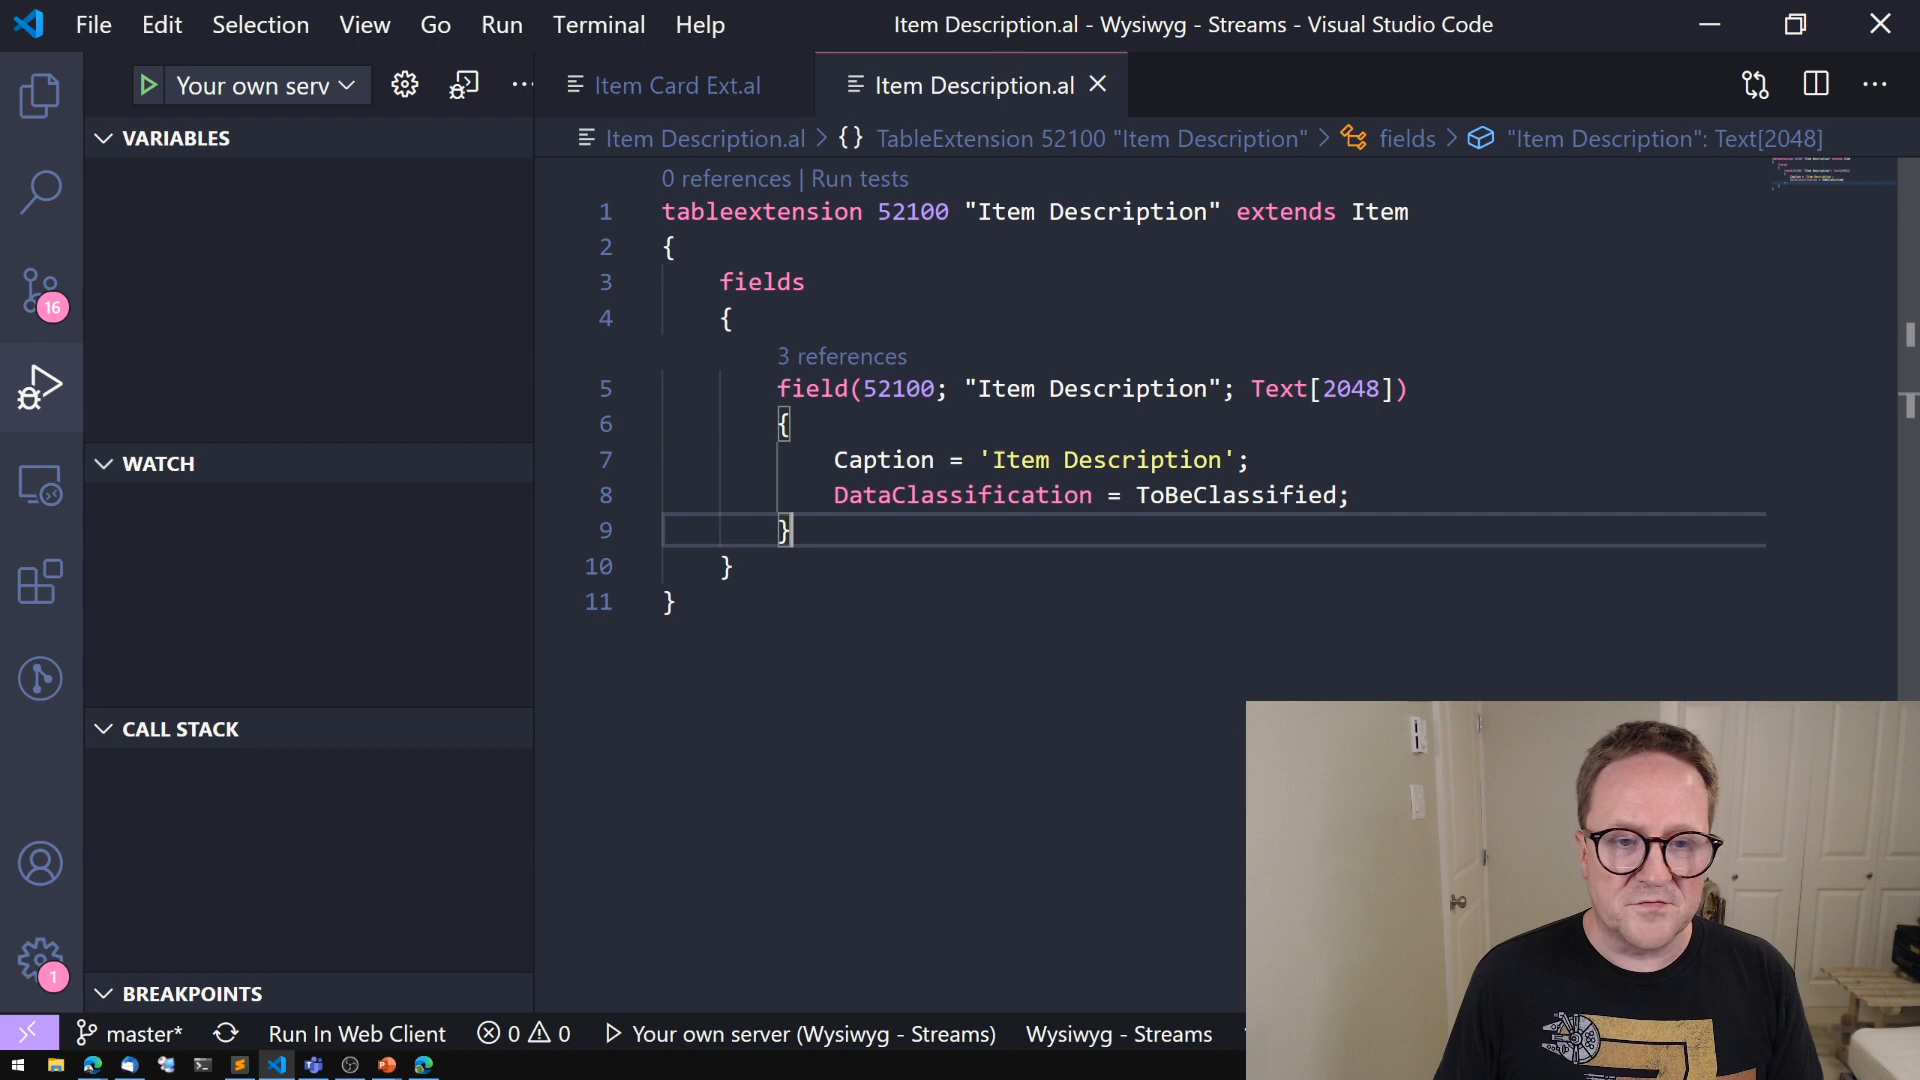 File Edit Selection View Go Run Terminal Help
Item Description.al - Wysiwyg - Streams - Visual Studio Code
Your own serv
Item Card Ext.al
Item Description.al
VARIABLES
Item Description.al > {} TableExtension 52100 "Item Description" > fields > "Item Description": Text[2048]
0 references | Run tests
1 tableextension 52100 "Item Description" extends Item
2 {
3 fields
4 {
3 references
5 field(52100; "Item Description"; Text[2048])
6 {
7 Caption = 'Item Description';
8 DataClassification = ToBeClassified;
9 }
10 }
11 }
16
WATCH
CALL STACK
BREAKPOINTS
1
master* Run In Web Client 0 0 Your own server (Wysiwyg - Streams) Wysiwyg - Streams